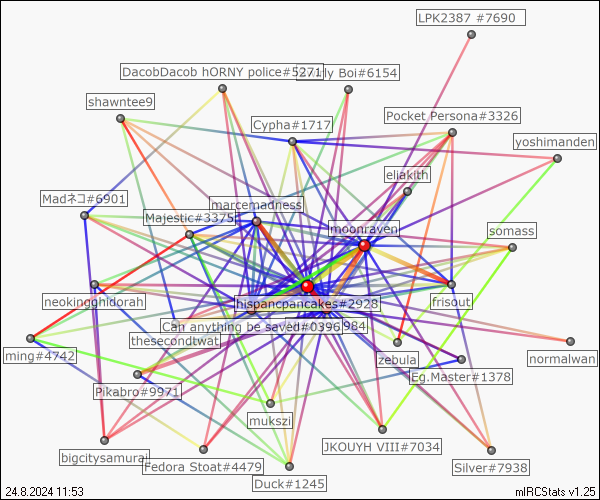 LPK2387 #7690
DacobDacob hORNY police#5271
ly Boi#6154
shawntee9
Cypha#1717
Pocket Persona#3326
yoshimanden
eliakith
Madネコ#6901
marcemadness
Majestic#3375
moonraven
somass
neokingghidorah
hispancpancakes#2928
frisout
Can anything be saved#0396
984
thesecondtwat
ming#4742
zebula
normalwan
Eg.Master#1378
Pikabro#9971
mukszi
bigcitysamurai
JKOUYH VIII#7034
Fedora Stoat#4479
Silver#7938
Duck#1245
24.8.2024 11:53
mIRCStats v1.25